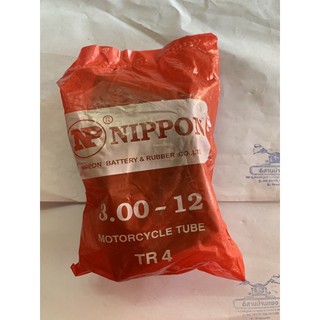 NP ® NIPPON
NIPPON BATTERY & RUBBER CO.,LTD.
3.00-12
MOTORCYCLE TUBE
TR 4